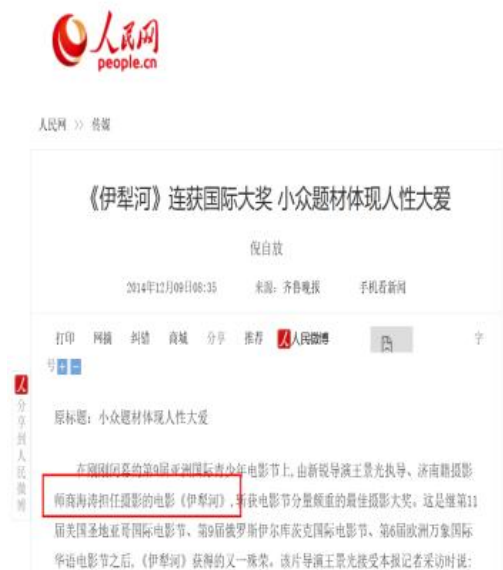 人民网
people.cn
人民网 >> 传媒
《伊犁河》连获国际大奖 小众题材体现人性大爱
倪自放
2014年12月09日08:35 来源：齐鲁晚报 手机看新闻
打印 网摘 纠错 商城 分享 推荐 人民微博 字
号 + -
分享到人民微博
原标题：小众题材体现人性大爱
在刚刚闭幕的第9届亚洲国际青少年电影节上,由新锐导演王景光执导、济南籍摄影
师商海涛担任摄影的电影《伊犁河》,斩获电影节分量颇重的最佳摄影大奖。这是继第11
届美国圣地亚哥国际电影节、第9届俄罗斯伊尔库茨克国际电影节、第6届欧洲万象国际
华语电影节之后,《伊犁河》获得的又一殊荣。该片导演王景光接受本报记者采访时说: